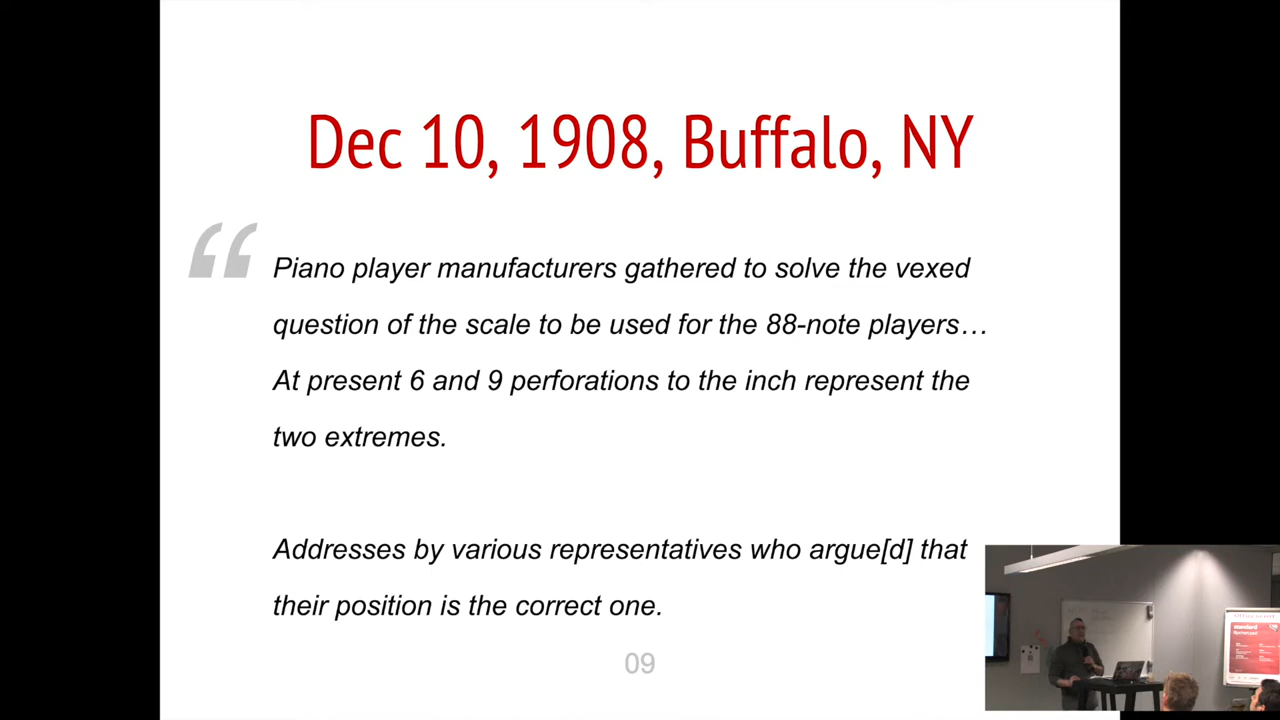 Dec 10, 1908, Buffalo, NY
“
Piano player manufacturers gathered to solve the vexed
question of the scale to be used for the 88-note players…
At present 6 and 9 perforations to the inch represent the
two extremes.
Addresses by various representatives who argue[d] that
their position is the correct one.
09
standard